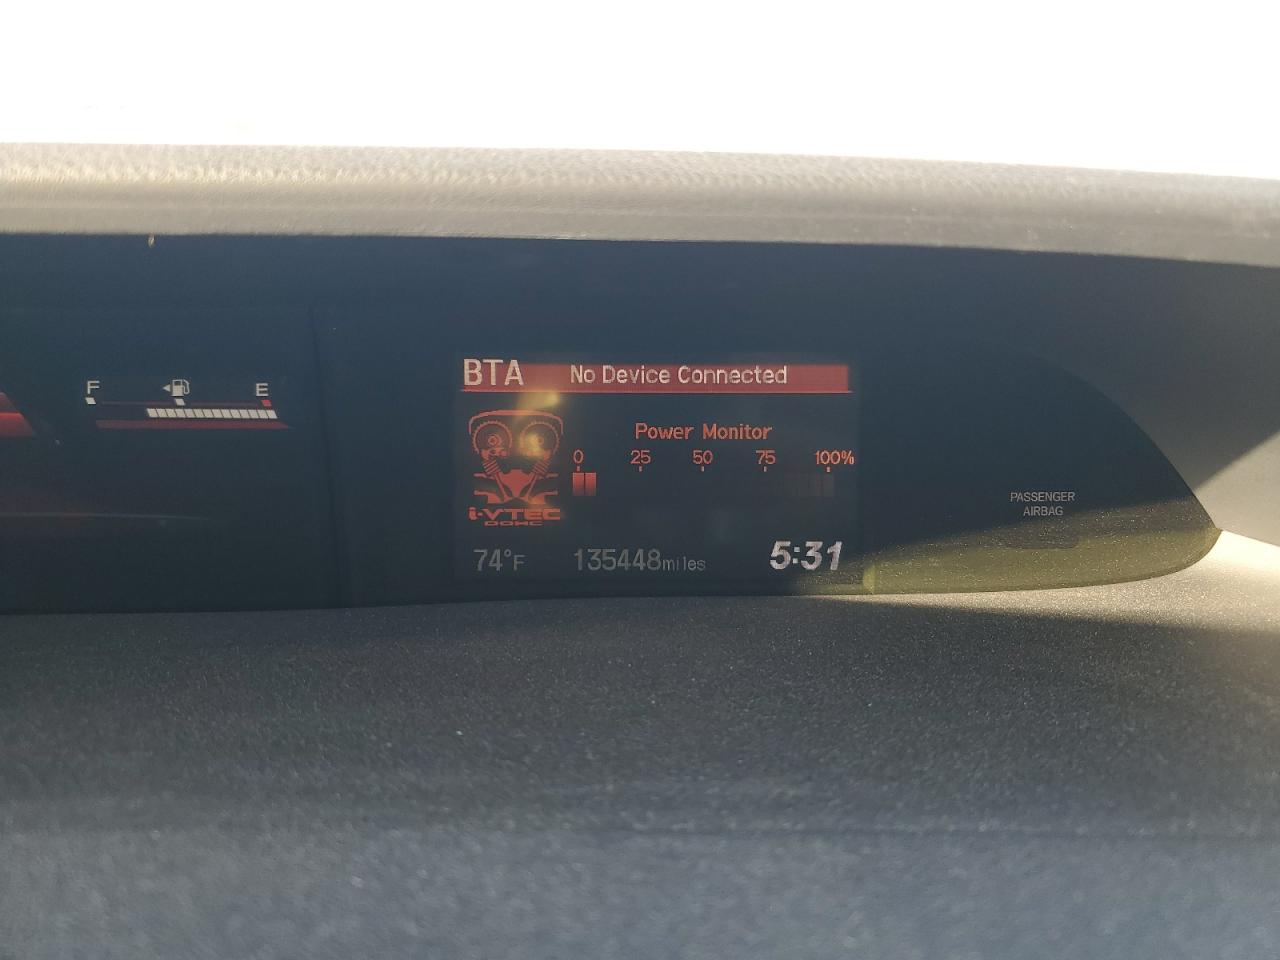 F E
BTA No Device Connected
Power Monitor
0 25 50 75 100%
i-VTEC
DOHC
74°F 135448miles 5:31
PASSENGER
AIRBAG